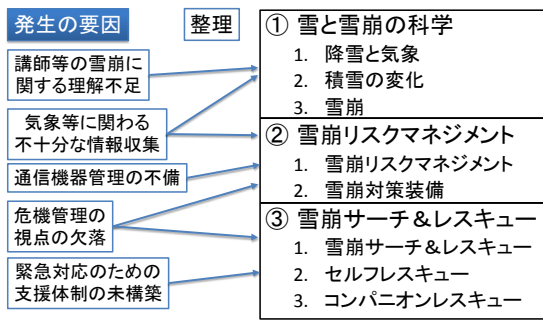 発生の要因
整理
講師等の雪崩に
関する理解不足
気象等に関わる
不十分な情報収集
通信機器管理の不備
危機管理の
視点の欠落
緊急対応のための
支援体制の未構築
① 雪と雪崩の科学
1. 降雪と気象
2. 積雪の変化
3. 雪崩
② 雪崩リスクマネジメント
1. 雪崩リスクマネジメント
2. 雪崩対策装備
③ 雪崩サーチ&レスキュー
1. 雪崩サーチ&レスキュー
2. セルフレスキュー
3. コンパニオンレスキュー